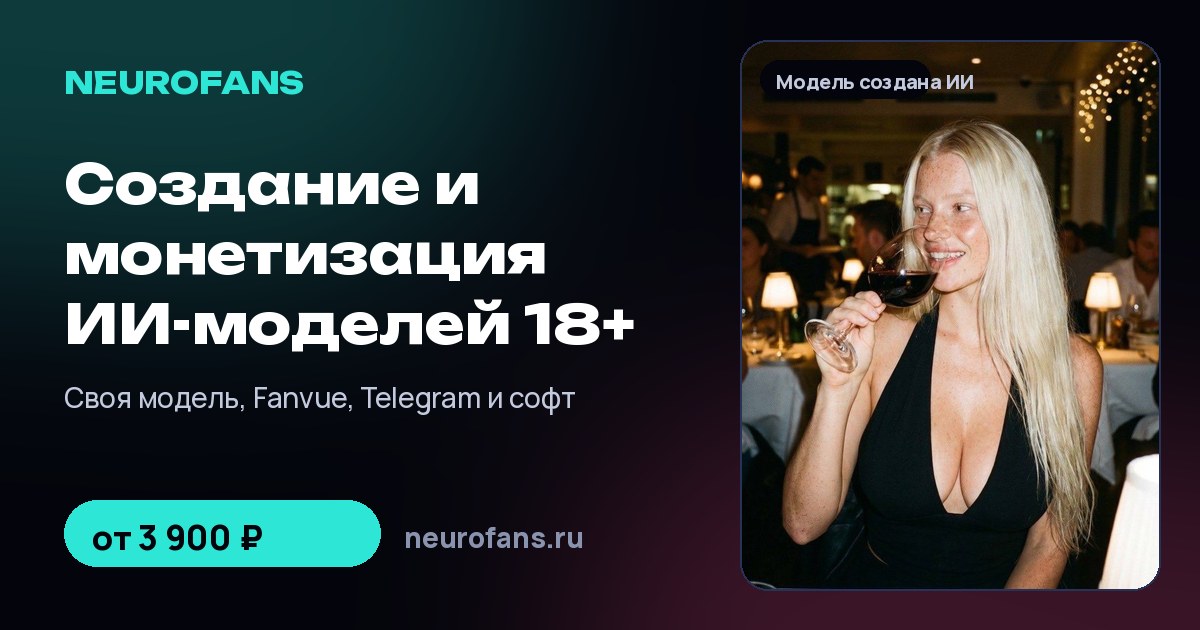 NEUROFANS
Создание и
монетизация
ИИ-моделей 18+
Своя модель, Fanvue, Telegram и софт
от 3 900 ₽
neurofans.ru
Модель создана ИИ